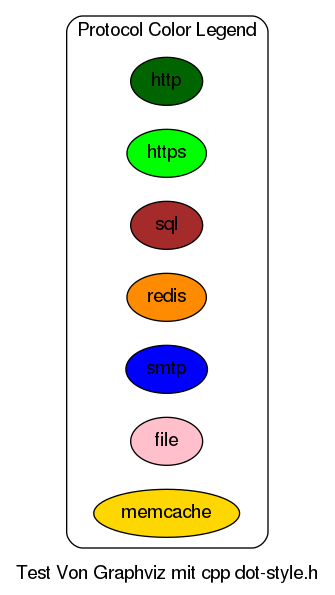 Protocol Color Legend
http
https
sql
redis
smtp
file
memcache
Test Von Graphviz mit cpp dot-style.h